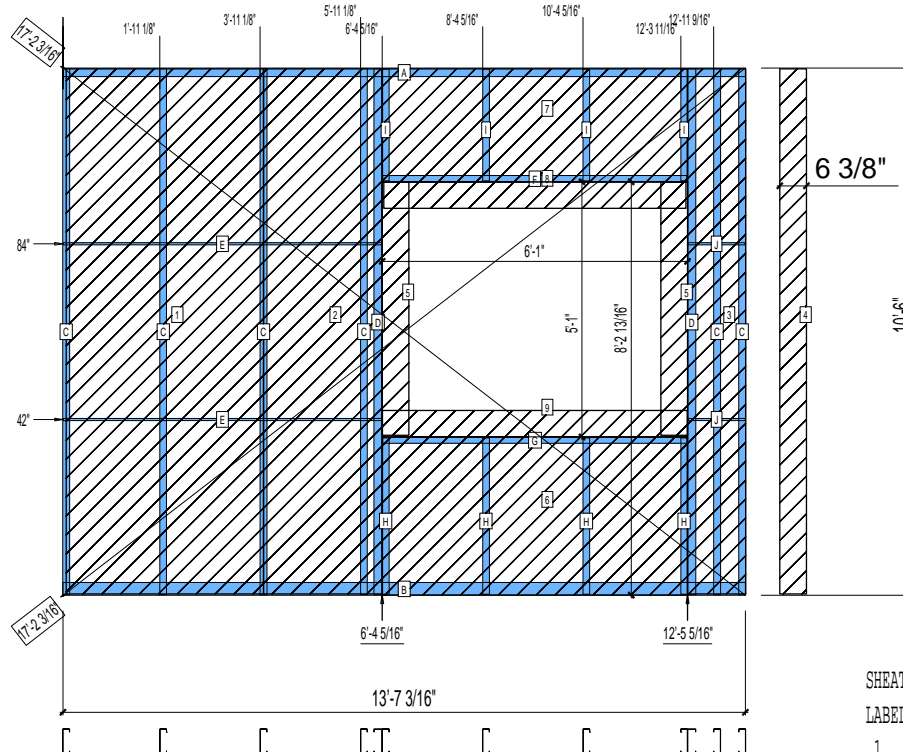 5'-11 1/8" 12'-11 9/16"
3'-11 1/8" 8'-4 5/16" 10'-4 5/16"
1'-11 1/8" 6'-4 5/16" 12'-3 11/16"
17'-2 3/16"
A
7
6 3/8"
I I I I
F 8
84"
E J
6'-1"
5 5
10'-6"
1 2 D D 3 4
5'-1" 8'-2 13/16"
C C C C C C
9
42"
E J
G
6
H H H H
B
17'-2 3/16"
6'-4 5/16" 12'-5 5/16"
13'-7 3/16"
SHEAT
LABEL
1